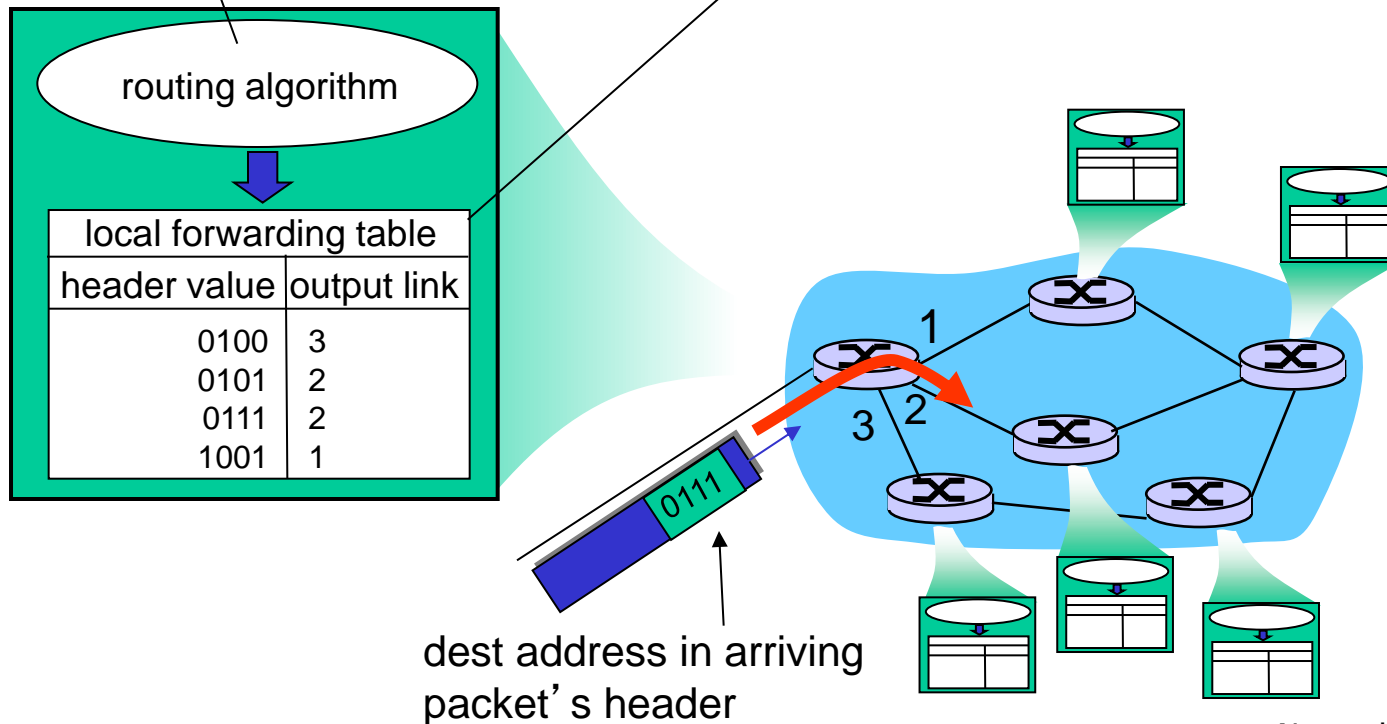 routing algorithm
local forwarding table
header value output link
0100 3
0101 2
0111 2
1001 1
1
2
3
0111
dest address in arriving
packet’s header